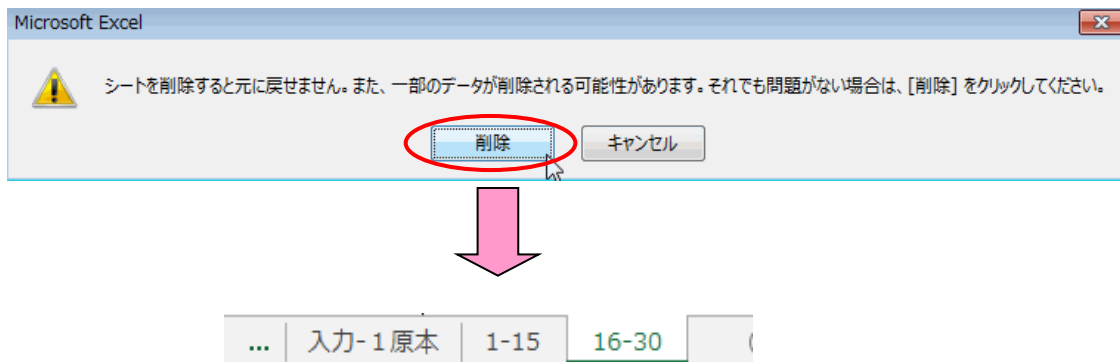 Microsoft Excel
シートを削除すると元に戻せません。また、一部のデータが削除される可能性があります。それでも問題がない場合は、[削除] をクリックしてください。
削除 キャンセル
... 入力-１原本 1-15 16-30